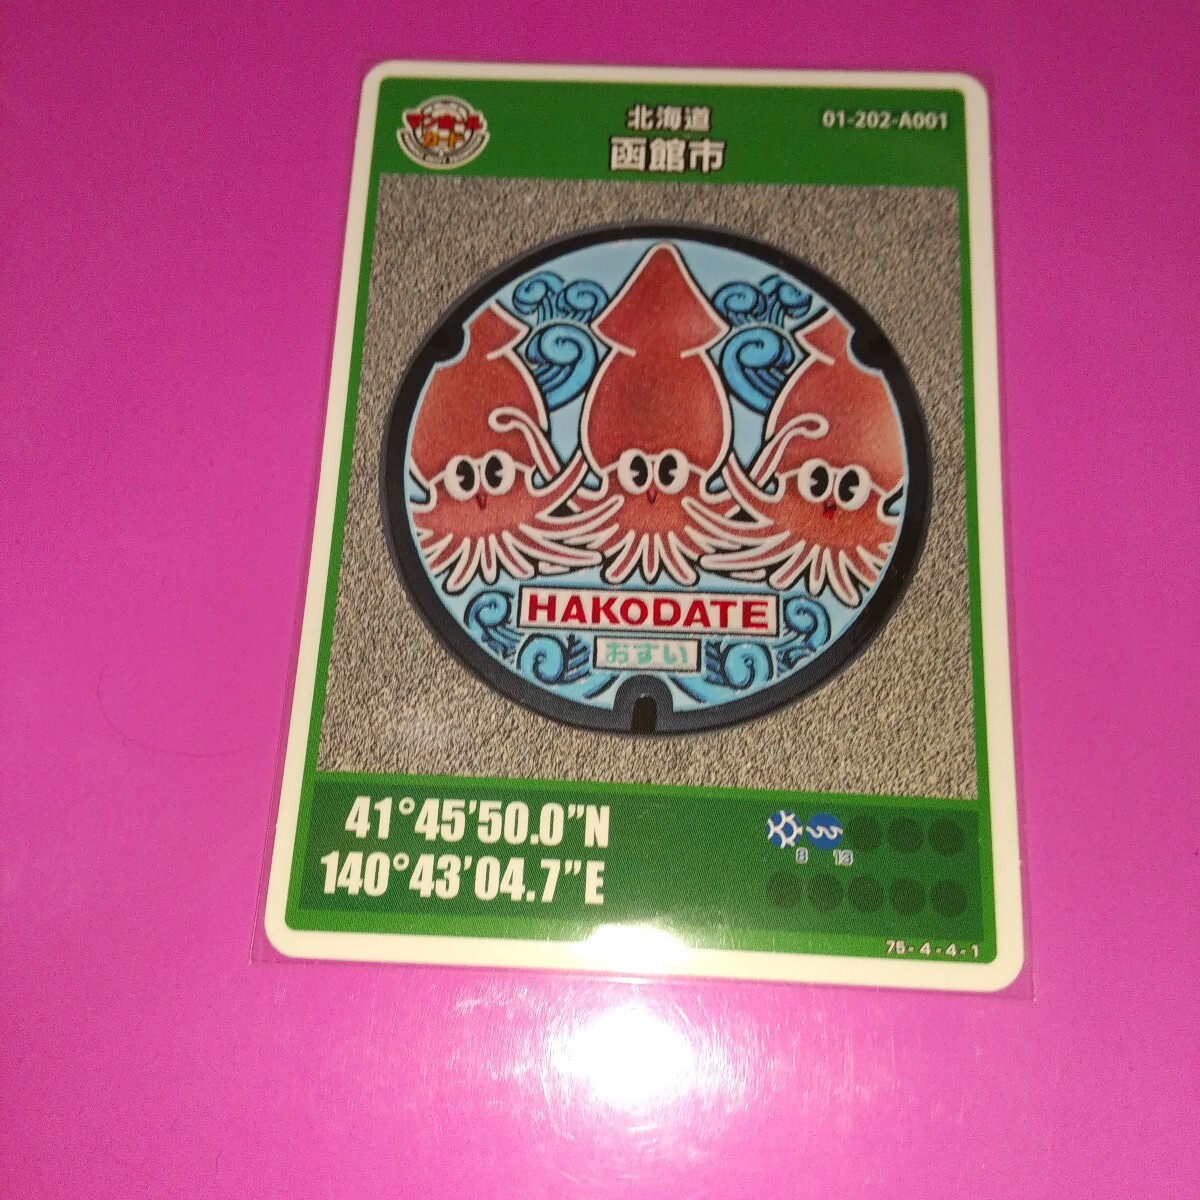 マンホール
カード
北海道
函館市
01-202-A001
HAKODATE
おすい
41°45'50.0"N
140°43'04.7"E
8 13
75-4-4-1